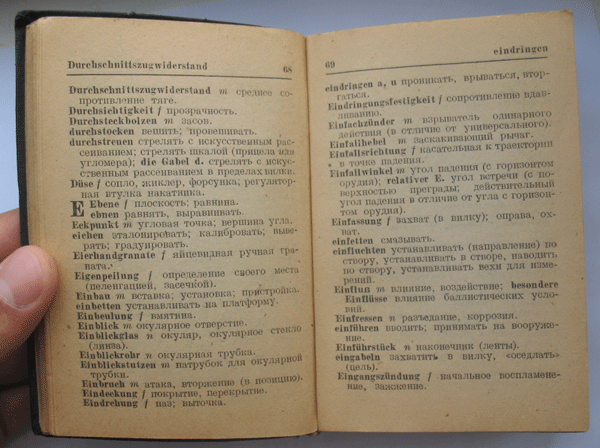 Durchschnittszugwiderstand 68
Durchschnittszugwiderstand m среднее со-
противление тяге.
Durchsichtigkeit f прозрачность.
Durchsteckbolzen m засов.
durchstocken вешить; провешивать.
durchstreuen стрелять с искусственным рас-
сеиванием; стрелять шкалой (прицела или
угломера); die Gabel d. стрелять с искус-
ственным рассеиванием в пределах вилки.
Düse f сопло, жиклёр, форсунка; регулятор-
ная втулка накатника.
E
Ebene f плоскость; равнина.
ebnen равнять, выравнивать.
Eckpunkt m угловая точка; вершина угла.
eichen эталонировать; калибровать; выве-
рять; градуировать.
Eierhandgranate f яйцевидная ручная гра-
ната.
Eigenpeilung f определение своего места
(пеленгацией, засечкой).
Einbau m вставка; установка; пристройка.
einbetten устанавливать на платформу.
Einbeulung f вмятина.
Einblick m окулярное отверстие.
Einblickglas n окуляр, окулярное стекло
(линза).
Einblickrohr n окулярная трубка.
Einblickstutzen m патрубок для окулярной
трубки.
Einbruch m атака, вторжение (в позицию).
Eindeckung f покрытие, перекрытие.
Eindrehung f паз; выточка.
69 eindringen
eindringen a, n проникать, врываться, втор-
гаться.
Eindringungsfestigkeit f сопротивление вдав-
ливанию.
Einfachzünder m взрыватель одинарного
действия (в отличие от универсального).
Einfallhebel m заскакивающий рычаг.
Einfallsrichtung f касательная к траектории
в точке падения.
Einfallwinkel m угол падения (с горизонтом
орудия); relativer E. угол встречи (с по-
верхностью преграды; действительный
угол падения в отличие от угла с горизон-
том орудия).
Einfassung f захват (в вилку); оправа, ох-
ват.
einfetten смазывать.
einfluchten устанавливать (направление) по
створу, устанавливать в створе, наводить
по створу, устанавливать вехи для изме-
рений.
Einfluß m влияние, воздействие; besondere
Einflüsse влияние баллистических усло-
вий.
Einfressen n разъедание, коррозия.
einführen вводить; принимать на вооруже-
ние.
Einführstück n наконечник (ленты).
eingabeln захватить в вилку, «оседлать»
(цель).
Eingangszündung f начальное воспламене-
ние, зажжение.